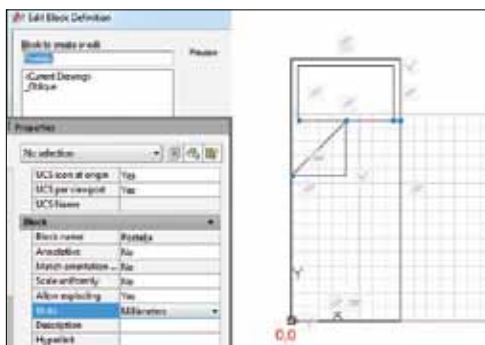 Edit Block Definition
Block to create or edit
Preview
<Current Drawing>
_Oblique
Properties
No selection
UCS icon at origin Yes
UCS per viewport Yes
UCS Name
Block
Block name
Annotative No
Match orientation ... No
Scale uniformly No
Allow exploding Yes
Units Millimeters
Description
Hyperlink
Y
X
0,0